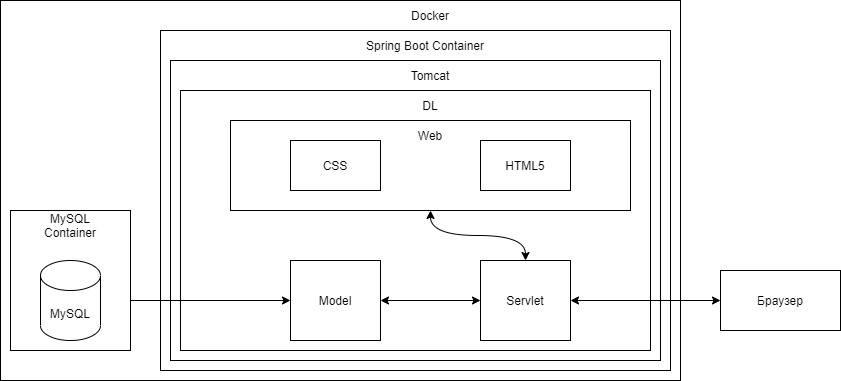 Docker
Spring Boot Container
Tomcat
DL
Web
CSS
HTML5
MySQL
Container
MySQL
Model
Servlet
Браузер